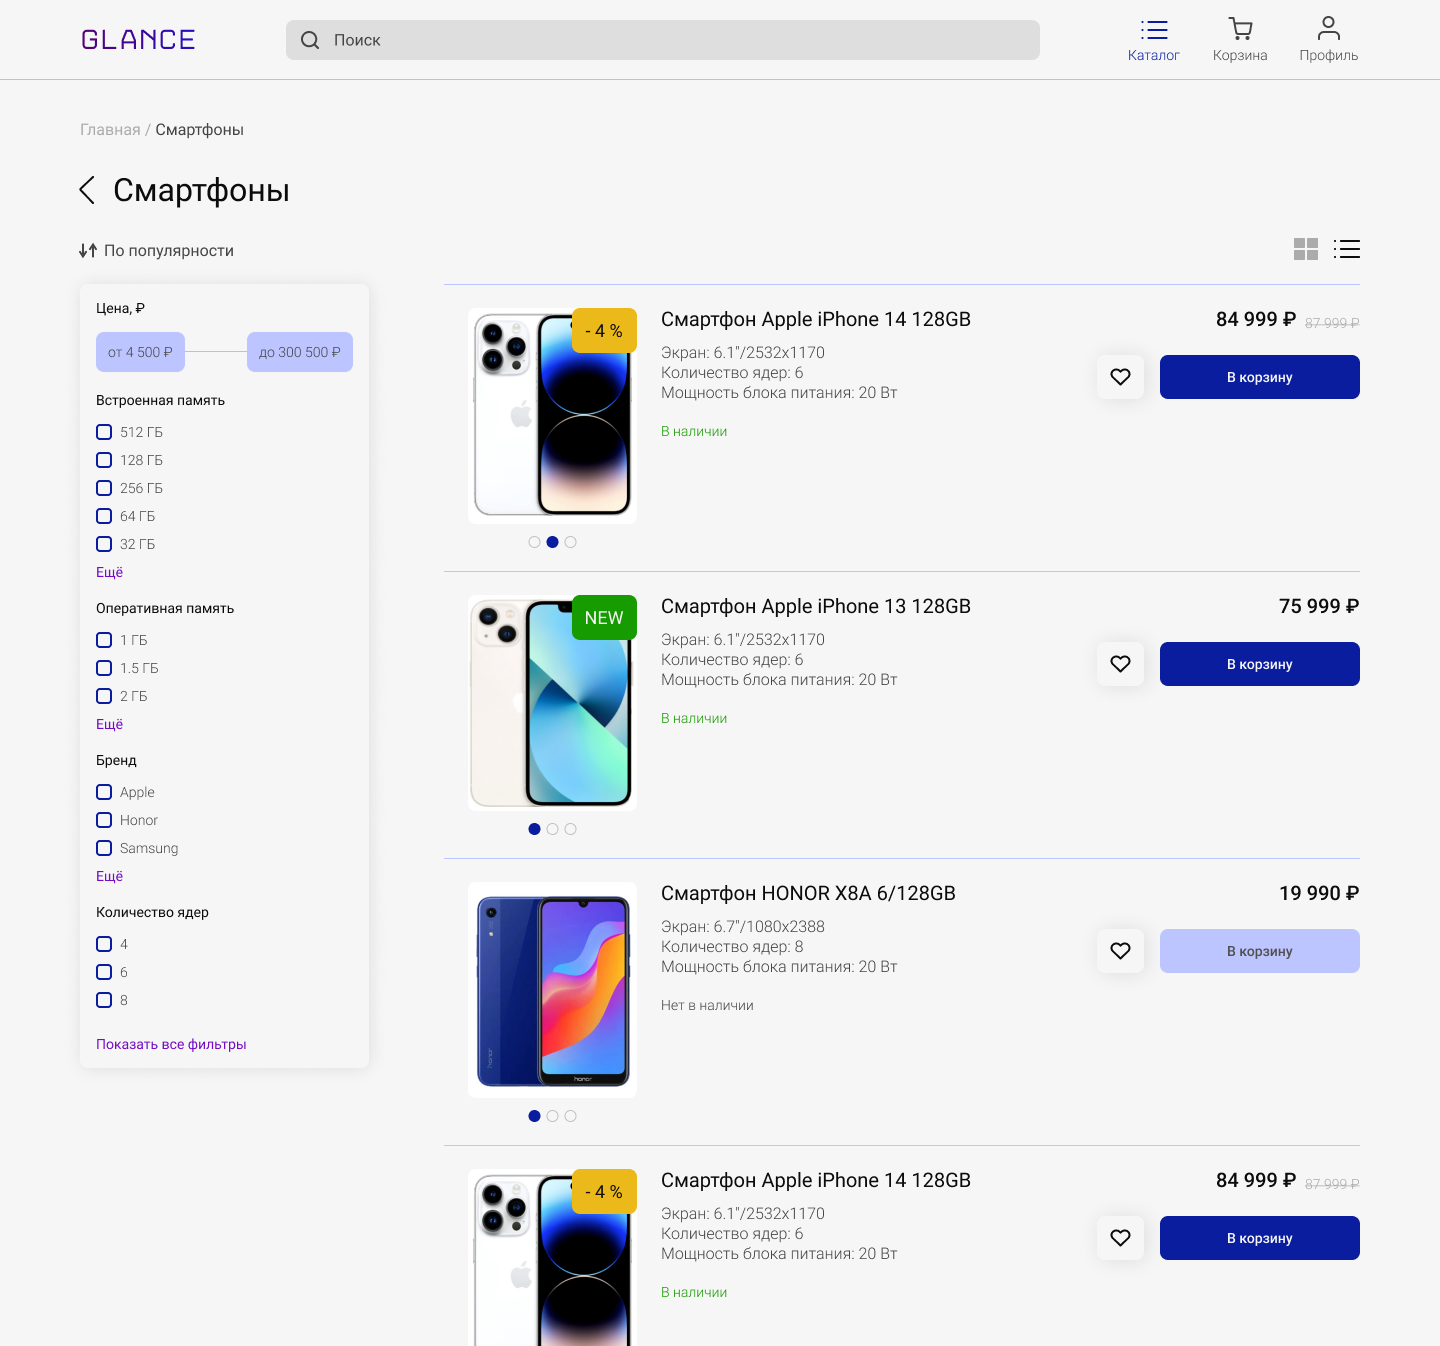 GLANCE
Поиск
Каталог
Корзина
Профиль
Главная / Смартфоны
Смартфоны
По популярности
Цена, ₽
от 4 500 ₽
до 300 500 ₽
Встроенная память
512 ГБ
128 ГБ
256 ГБ
64 ГБ
32 ГБ
Ещё
Оперативная память
1 ГБ
1.5 ГБ
2 ГБ
Ещё
Бренд
Apple
Honor
Samsung
Ещё
Количество ядер
4
6
8
Показать все фильтры
- 4 %
Смартфон Apple iPhone 14 128GB
84 999 ₽ 87 999 ₽
Экран: 6.1"/2532x1170
Количество ядер: 6
Мощность блока питания: 20 Вт
В корзину
В наличии
NEW
Смартфон Apple iPhone 13 128GB
75 999 ₽
Экран: 6.1"/2532x1170
Количество ядер: 6
Мощность блока питания: 20 Вт
В корзину
В наличии
honor
honor
Смартфон HONOR X8A 6/128GB
19 990 ₽
Экран: 6.7"/1080x2388
Количество ядер: 8
Мощность блока питания: 20 Вт
В корзину
Нет в наличии
- 4 %
Смартфон Apple iPhone 14 128GB
84 999 ₽ 87 999 ₽
Экран: 6.1"/2532x1170
Количество ядер: 6
Мощность блока питания: 20 Вт
В корзину
В наличии